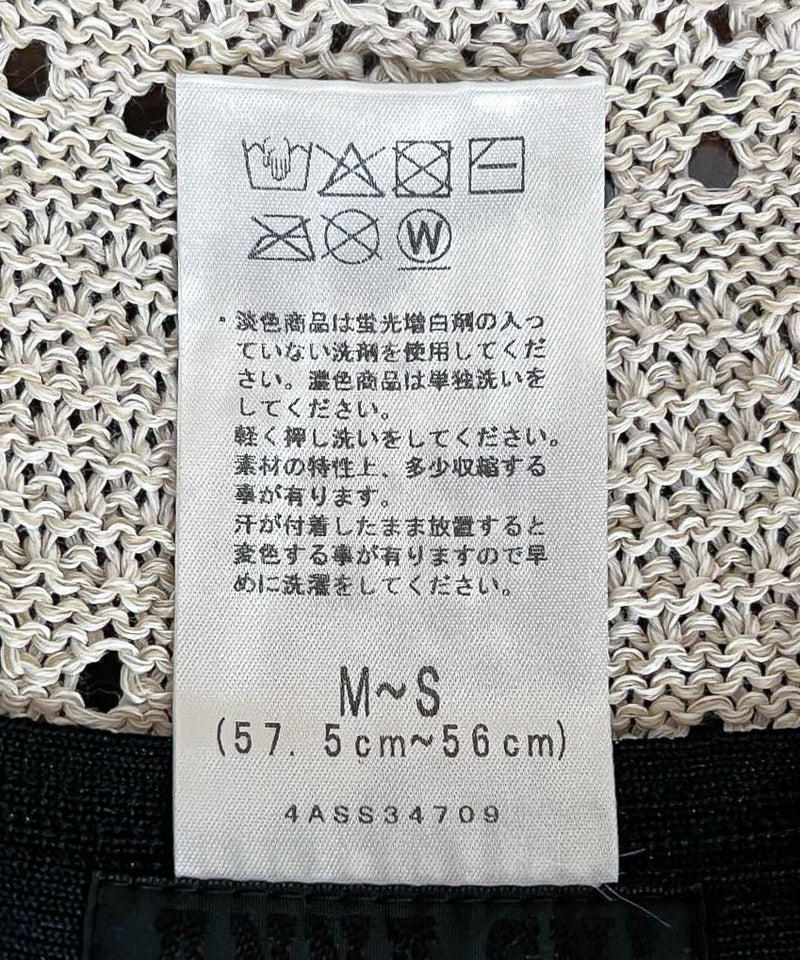 W
・淡色商品は蛍光増白剤の入っ
ていない洗剤を使用してくだ
さい。濃色商品は単独洗いを
してください。
軽く押し洗いをしてください。
素材の特性上、多少収縮する
事が有ります。
汗が付着したまま放置すると
変色する事が有りますので早
めに洗濯をしてください。
M~S
(57. 5cm~56cm)
4ASS34709